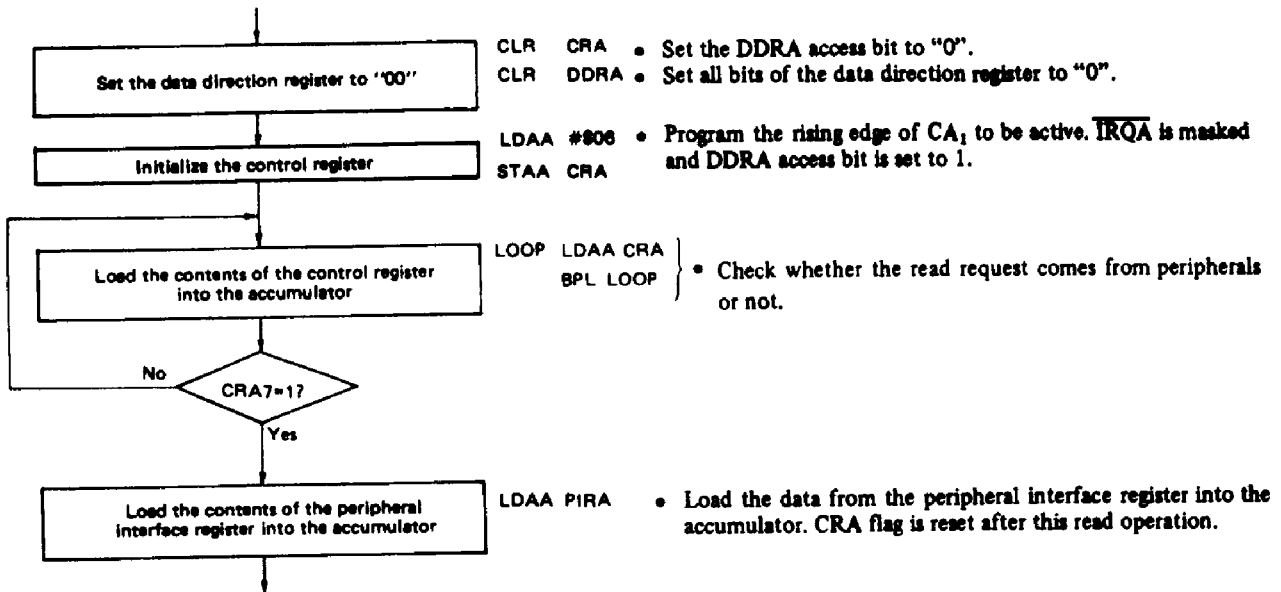 Set the data direction register to "00"
CLR CRA • Set the DDRA access bit to "0".
CLR DDRA • Set all bits of the data direction register to "0".
Initialize the control register
LDAA #$06 • Program the rising edge of CA1 to be active. IRQA is masked
STAA CRA and DDRA access bit is set to 1.
Load the contents of the control register
into the accumulator
LOOP LDAA CRA
BPL LOOP
• Check whether the read request comes from peripherals
or not.
No
CRA7=1?
Yes
Load the contents of the peripheral
interface register into the accumulator
LDAA PIRA • Load the data from the peripheral interface register into the
accumulator. CRA flag is reset after this read operation.